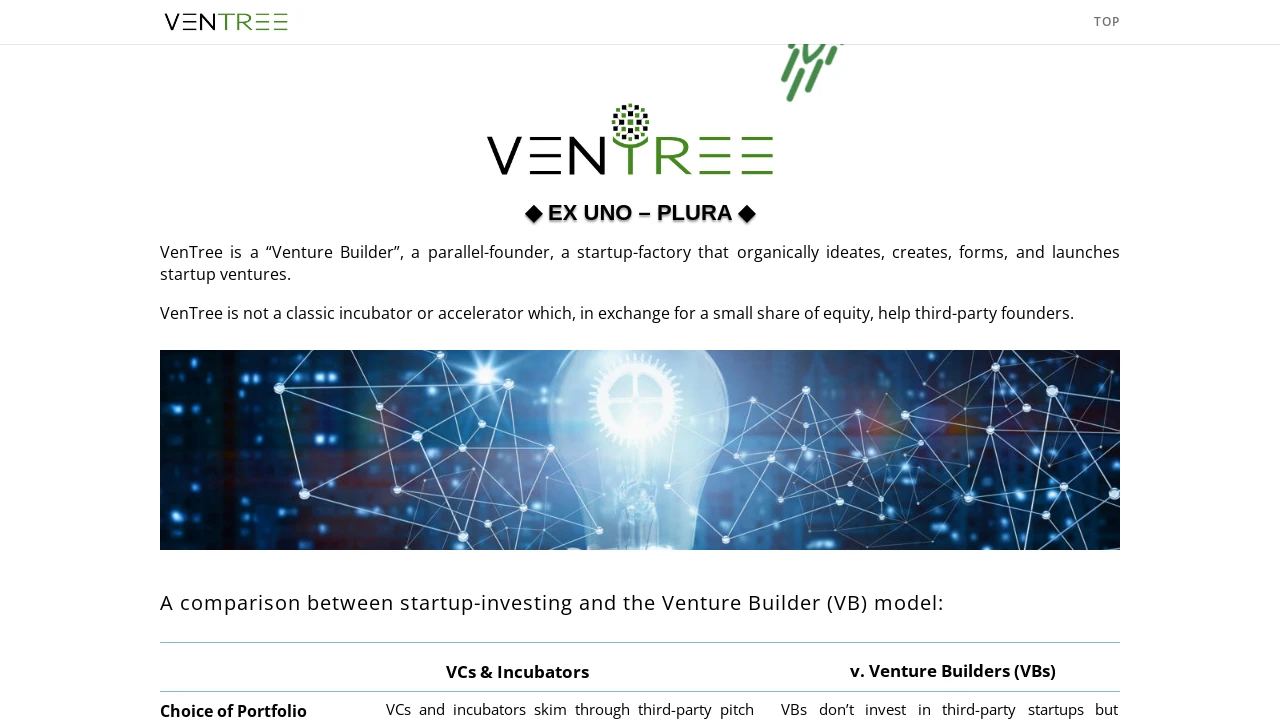 VENTREE
TOP
VENTREE
◆ EX UNO – PLURA ◆
VenTree is a “Venture Builder”, a parallel-founder, a startup-factory that organically ideates, creates, forms, and launches
startup ventures.
VenTree is not a classic incubator or accelerator which, in exchange for a small share of equity, help third-party founders.
A comparison between startup-investing and the Venture Builder (VB) model:
VCs & Incubators
v. Venture Builders (VBs)
Choice of Portfolio
VCs and incubators skim through third-party pitch
VBs don’t invest in third-party startups but